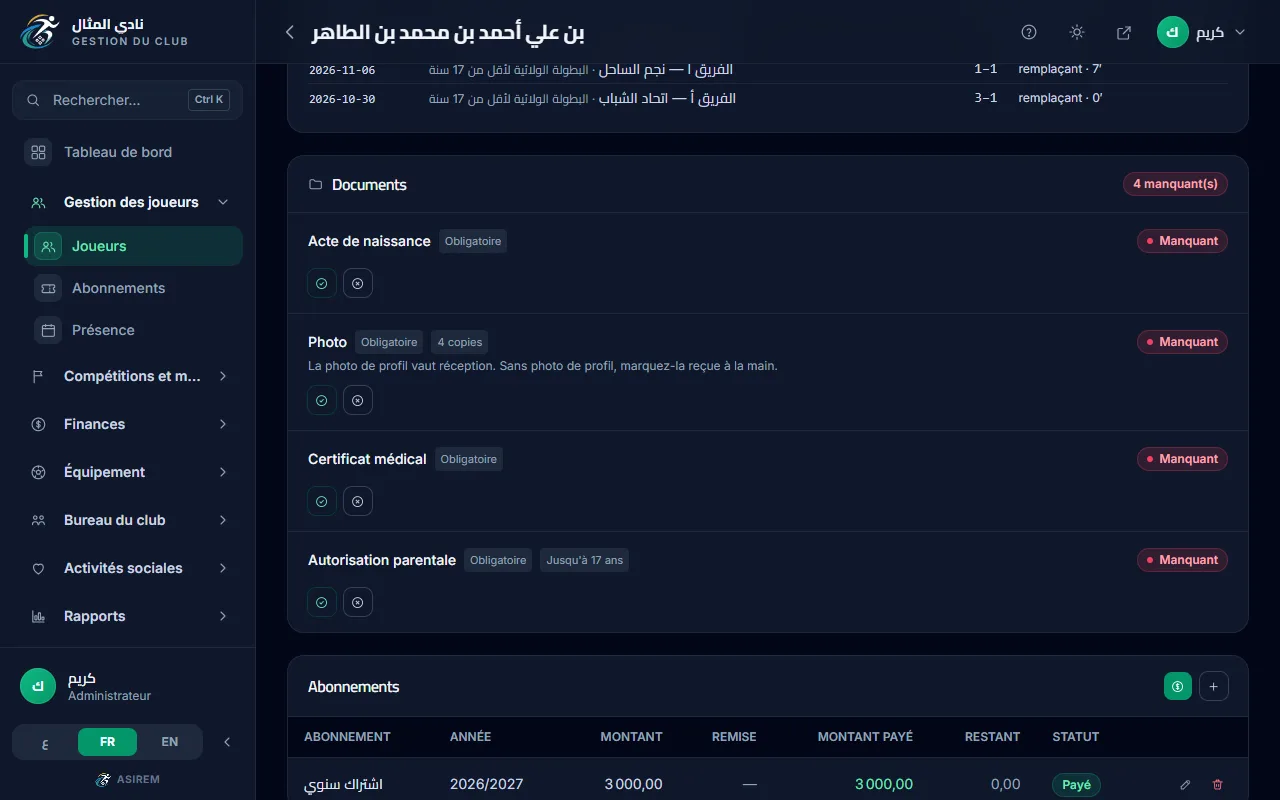 نادي المثال
GESTION DU CLUB
Rechercher...
Ctrl K
Tableau de bord
Gestion des joueurs
Joueurs
Abonnements
Présence
Compétitions et m...
Finances
Équipement
Bureau du club
Activités sociales
Rapports
ك
كريم
Administrateur
ع
FR
EN
ASIREM
بن علي أحمد بن محمد بن الطاهر
ك
كريم
2026-11-06
الفريق أ — نجم الساحل · البطولة الولائية لأقل من 17 سنة
1–1
remplaçant · 7′
2026-10-30
الفريق أ — اتحاد الشباب · البطولة الولائية لأقل من 17 سنة
3–1
remplaçant · 0′
Documents
4 manquant(s)
Acte de naissance
Obligatoire
Manquant
Photo
Obligatoire
4 copies
Manquant
La photo de profil vaut réception. Sans photo de profil, marquez-la reçue à la main.
Certificat médical
Obligatoire
Manquant
Autorisation parentale
Obligatoire
Jusqu'à 17 ans
Manquant
Abonnements
ABONNEMENT
ANNÉE
MONTANT
REMISE
MONTANT PAYÉ
RESTANT
STATUT
اشتراك سنوي
2026/2027
3 000,00
—
3 000,00
0,00
Payé